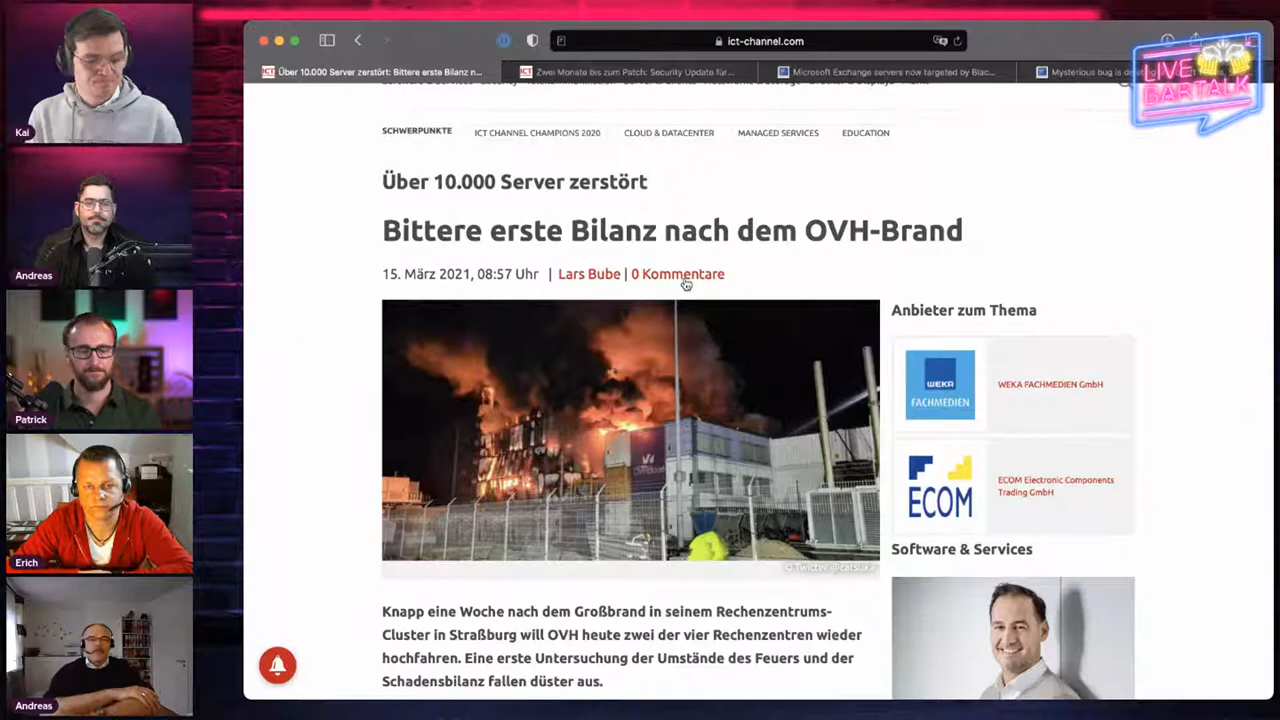 Kai
Andreas
Patrick
Erich
Andreas
ict-channel.com
Über 10.000 Server zerstört: Bittere erste Bilanz n...
Zwei Monate bis zum Patch: Security Update für...
Microsoft Exchange servers now targeted by Blac...
Mysterious bug is
LIVE
BARTALK
SCHWERPUNKTE
ICT CHANNEL CHAMPIONS 2020
CLOUD & DATACENTER
MANAGED SERVICES
EDUCATION
Über 10.000 Server zerstört
Bittere erste Bilanz nach dem OVH-Brand
15. März 2021, 08:57 Uhr | Lars Bube | 0 Kommentare
Anbieter zum Thema
WEKA
FACHMEDIEN
WEKA FACHMEDIEN GmbH
ECOM
ECOM Electronic Components
Trading GmbH
Software & Services
Knapp eine Woche nach dem Großbrand in seinem Rechenzentrums-
Cluster in Straßburg will OVH heute zwei der vier Rechenzentren wieder
hochfahren. Eine erste Untersuchung der Umstände des Feuers und der
Schadensbilanz fallen düster aus.